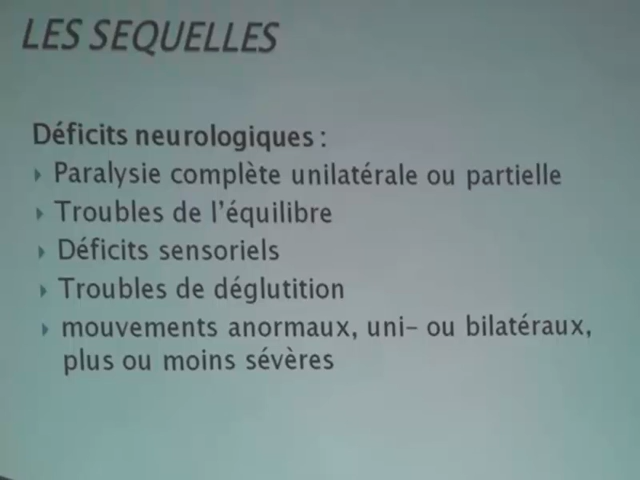 LES SEQUELLES
Déficits neurologiques :
Paralysie complète unilatérale ou partielle
Troubles de l'équilibre
Déficits sensoriels
Troubles de déglutition
mouvements anormaux, uni- ou bilatéraux,
plus ou moins sévères